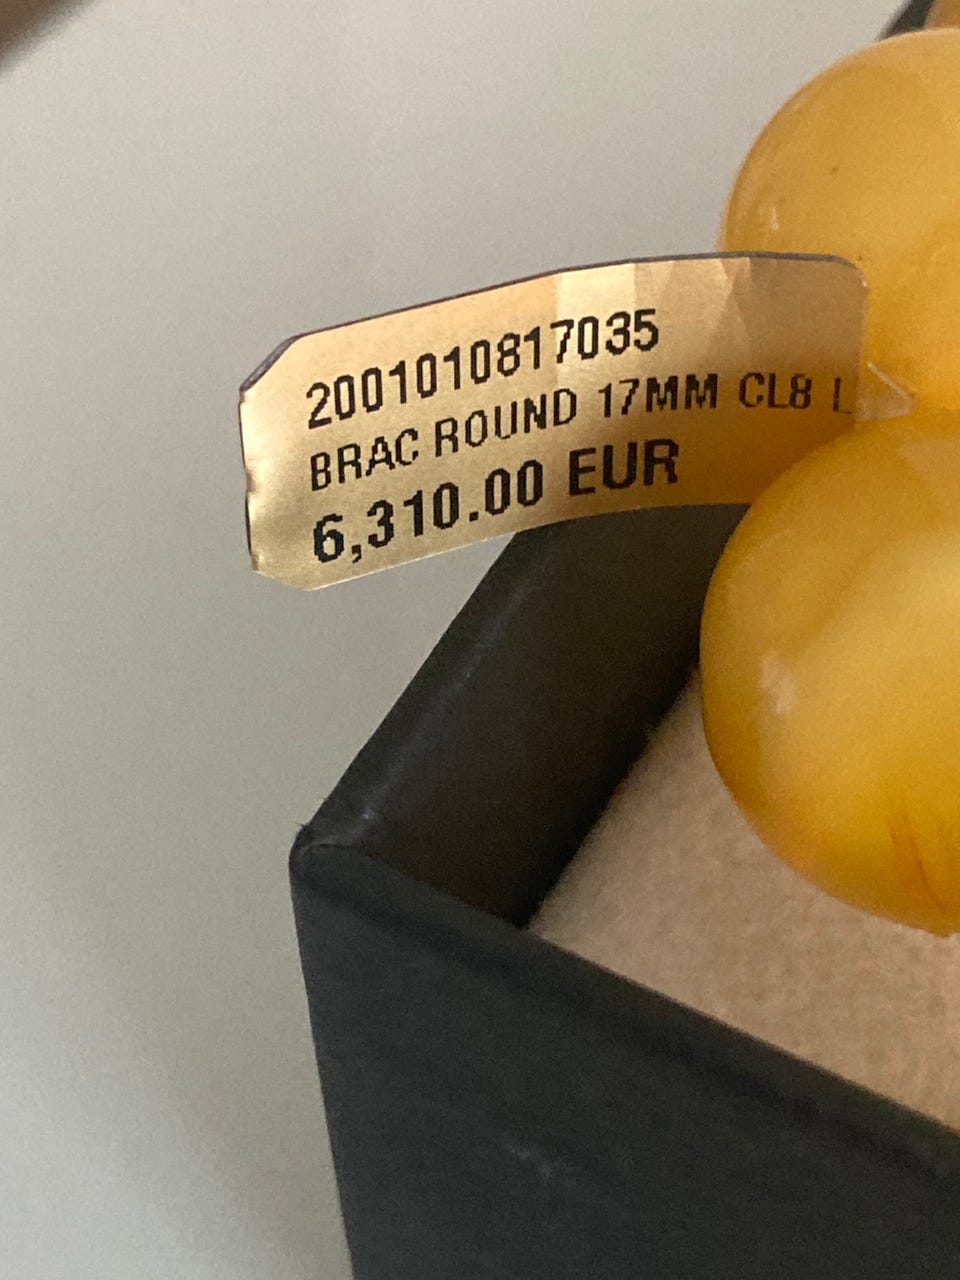 2001010817035
BRAC ROUND 17MM CL8 L
6,310.00 EUR